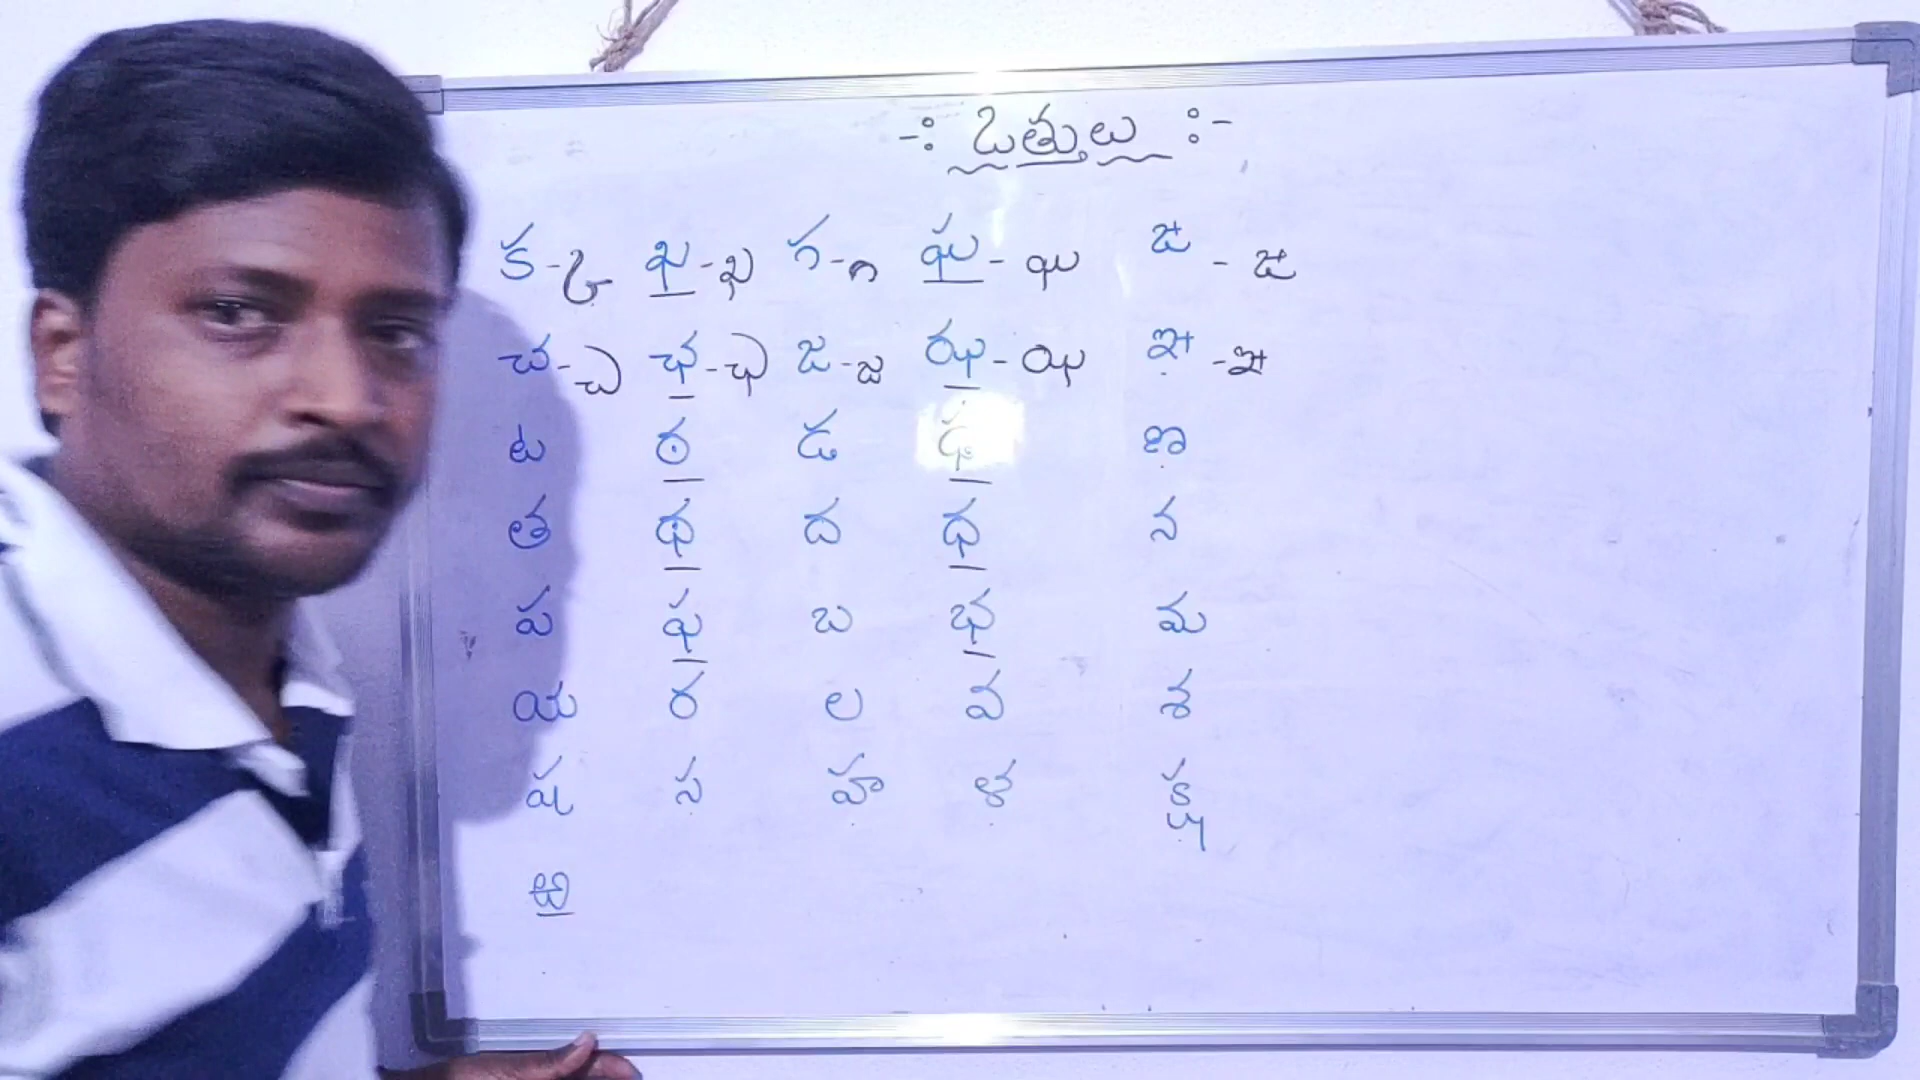 -: ఒత్తులు :-
క - ్క ఖ - ్ఖ గ - ్గ ఘ - ్ఘ ఙ - ్ఙ
చ - ్చ ఛ - ్ఛ జ - ్జ ఝ - ్ఝ ఞ - ్ఞ
ట ఠ డ ఢ ణ
త థ ద ధ న
ప ఫ బ భ మ
య ర ల వ శ
ష స హ ళ క్ష
ఱ